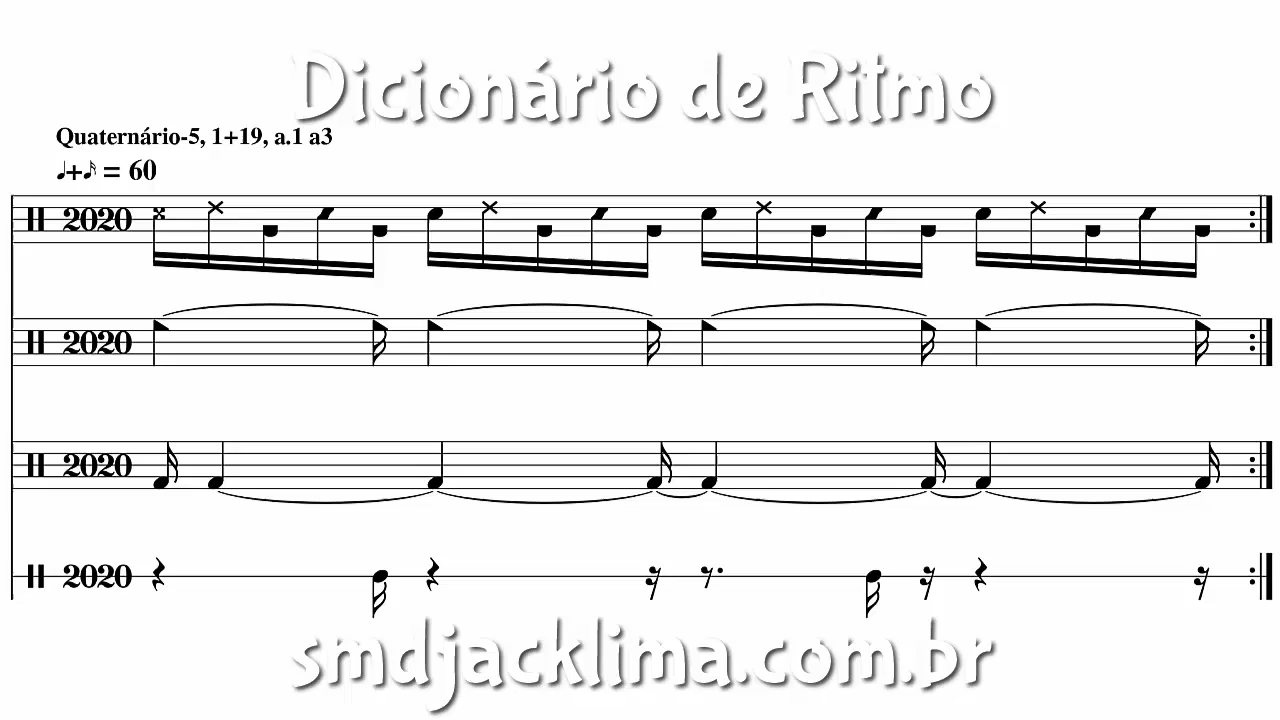 Dicionário de Ritmo
Quaternário-5, 1+19, a.1 a3
♩+𝅘𝅥𝅯 = 60
2020
2020
2020
2020
smdjacklima.com.br